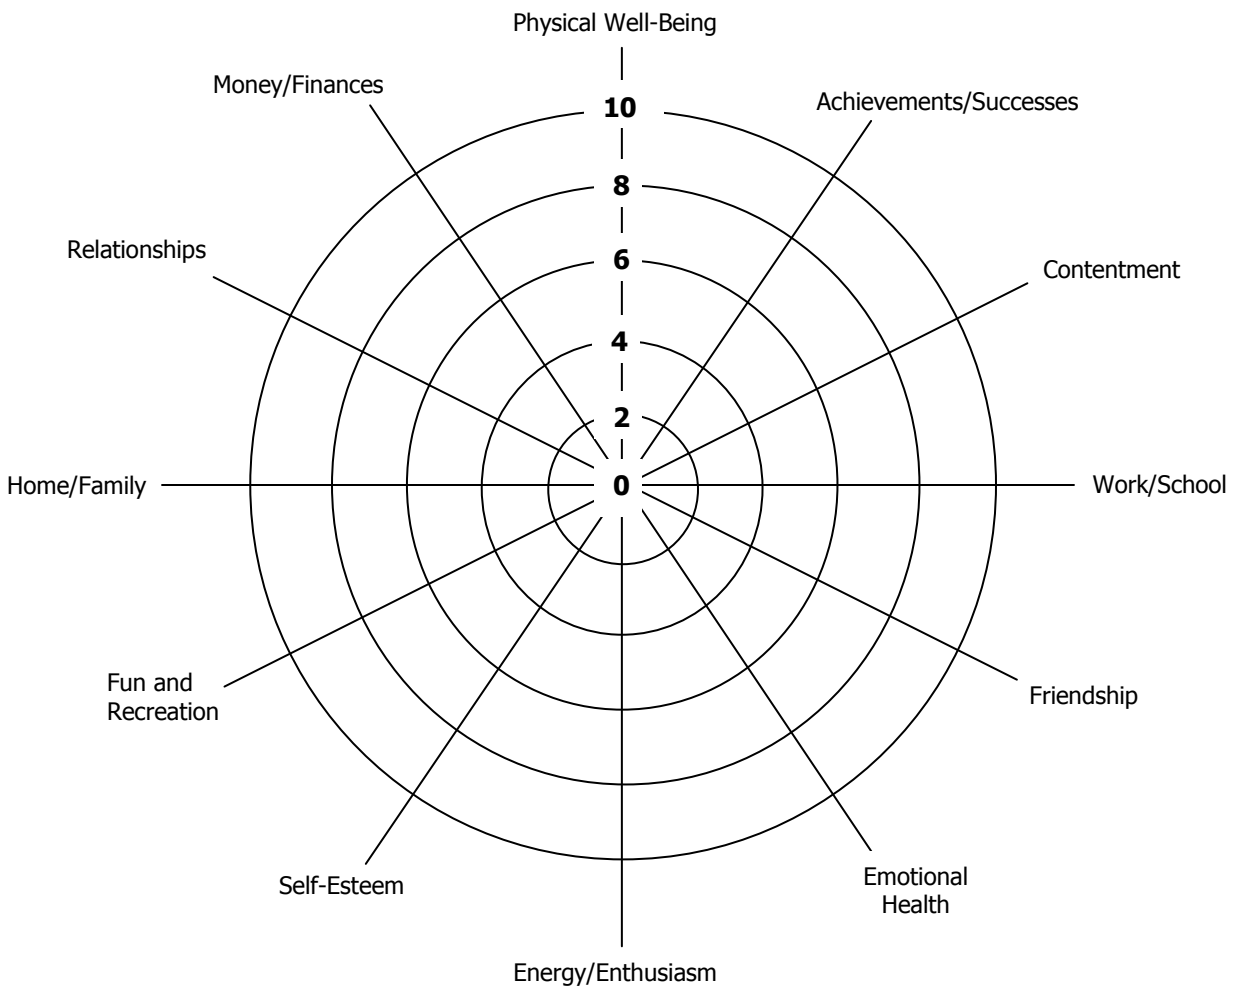 Physical Well-Being
Money/Finances
Achievements/Successes
10
8
Relationships
6
Contentment
4
2
Home/Family
0
Work/School
Fun and
Recreation
Friendship
Self-Esteem
Emotional
Health
Energy/Enthusiasm